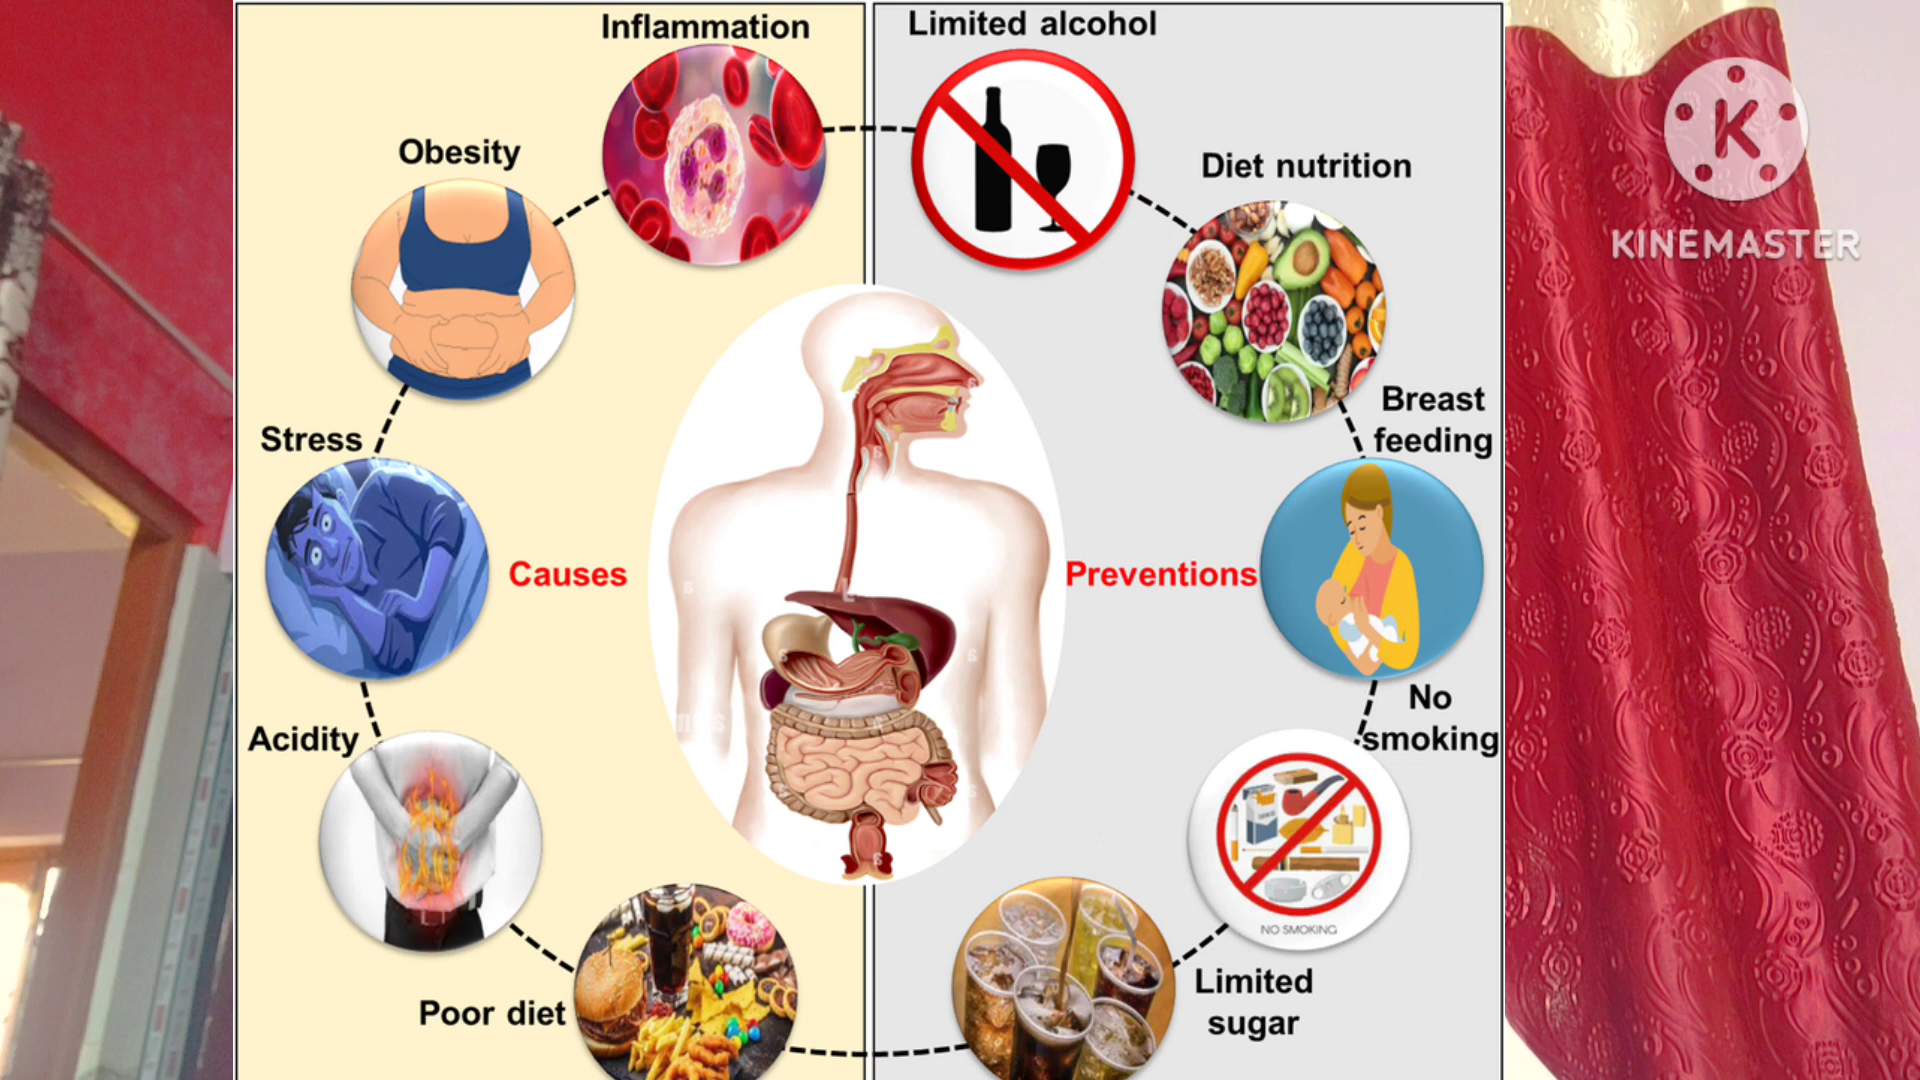 Inflammation
Limited alcohol
Obesity
Diet nutrition
Breast
feeding
Stress
Causes
Preventions
No
smoking
Acidity
NO SMOKING
Poor diet
Limited
sugar
K
KINEMASTER